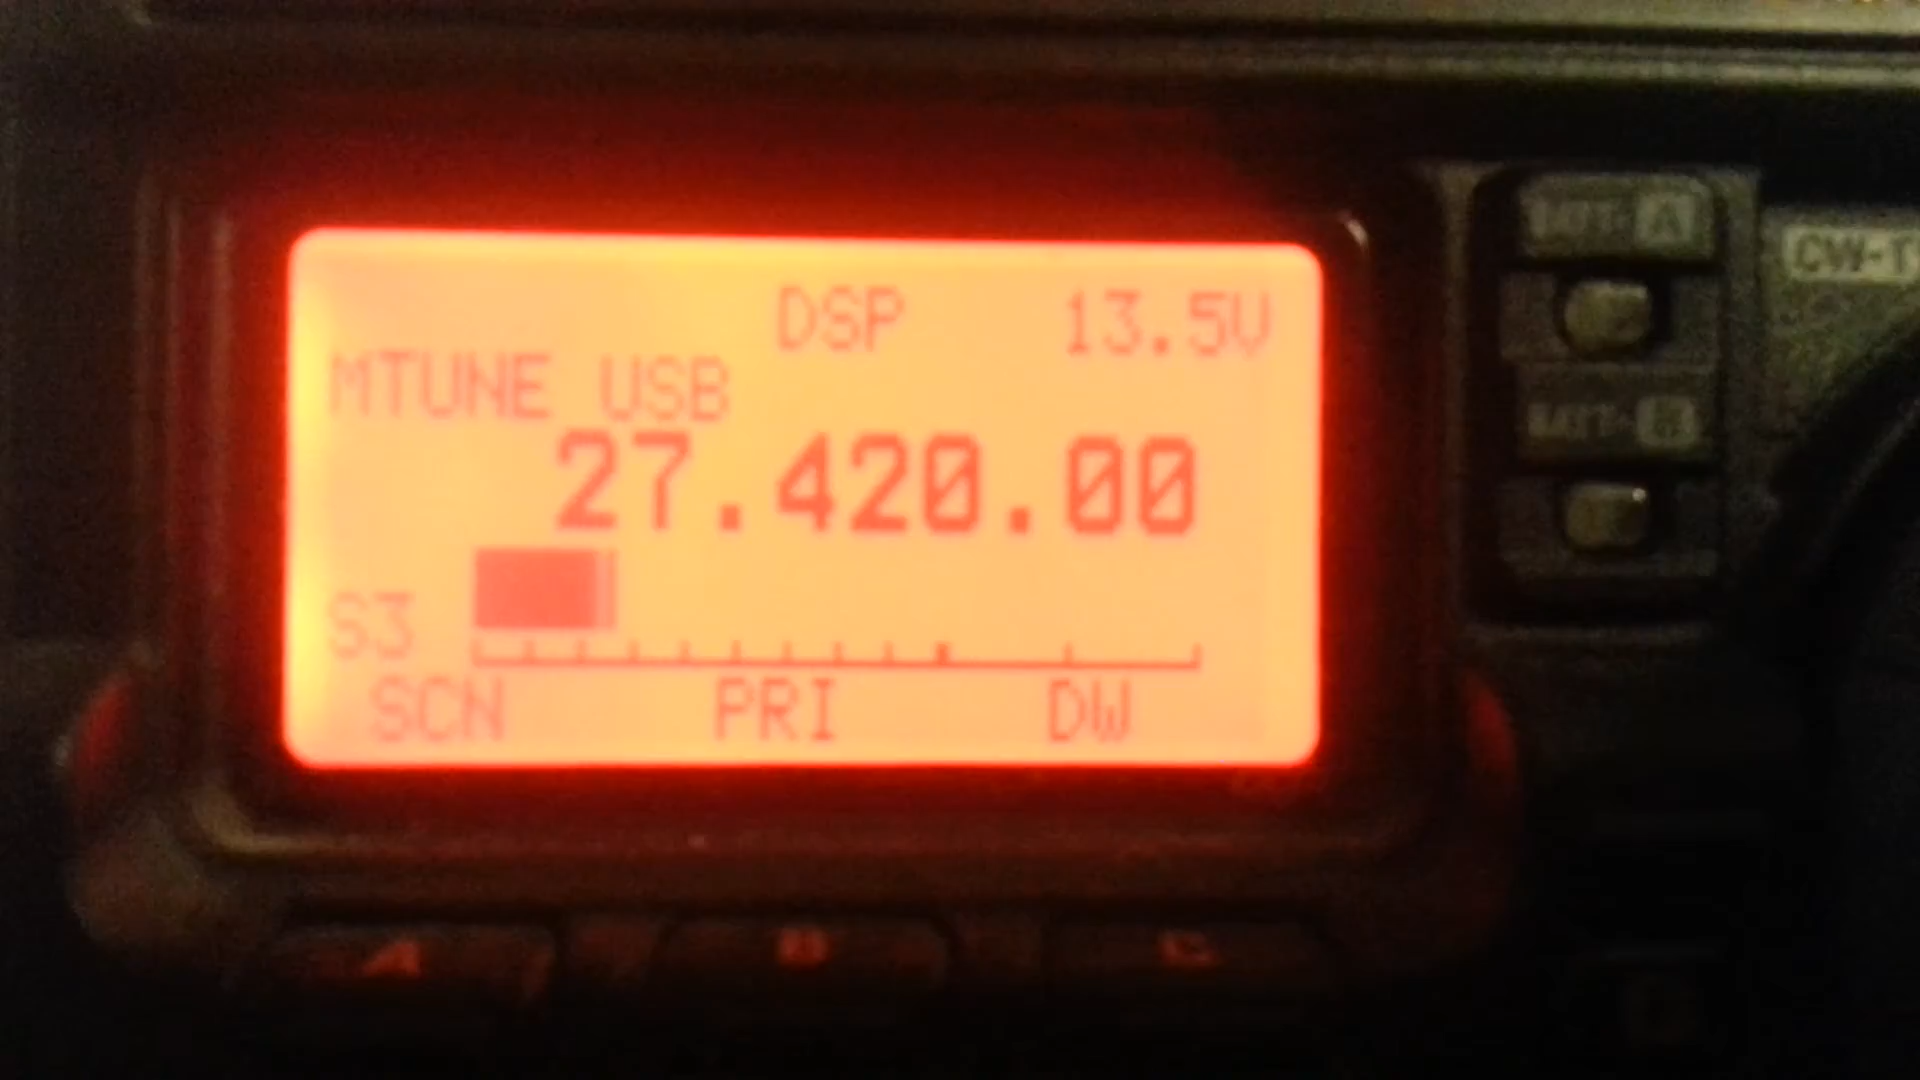 DSP 13.5V
MTUNE USB
27.420.00
S3
SCN PRI DW
A B C
A
CW-T
B